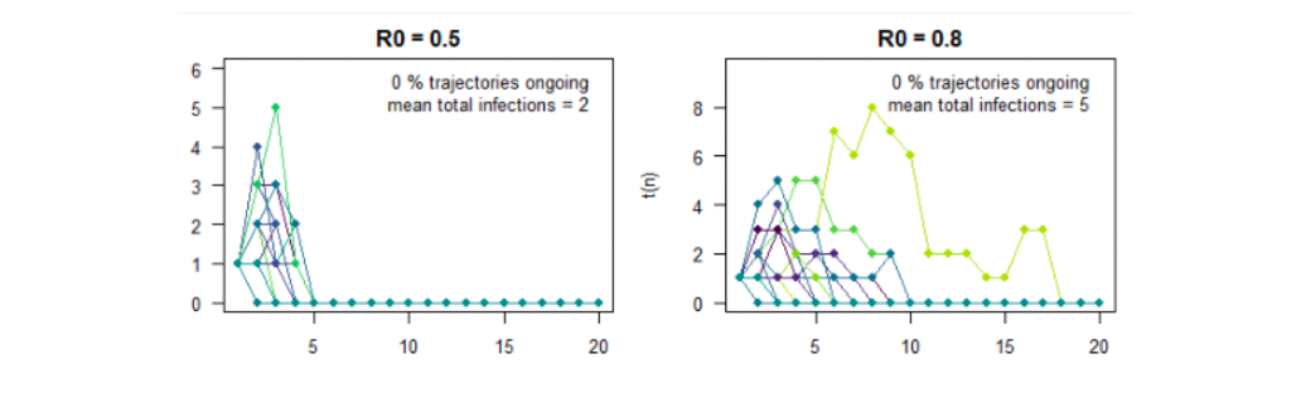 R0 = 0.5
0 % trajectories ongoing
mean total infections = 2
6
5
4
3
2
1
0
5 10 15 20
R0 = 0.8
0 % trajectories ongoing
mean total infections = 5
t(n)
8
6
4
2
0
5 10 15 20